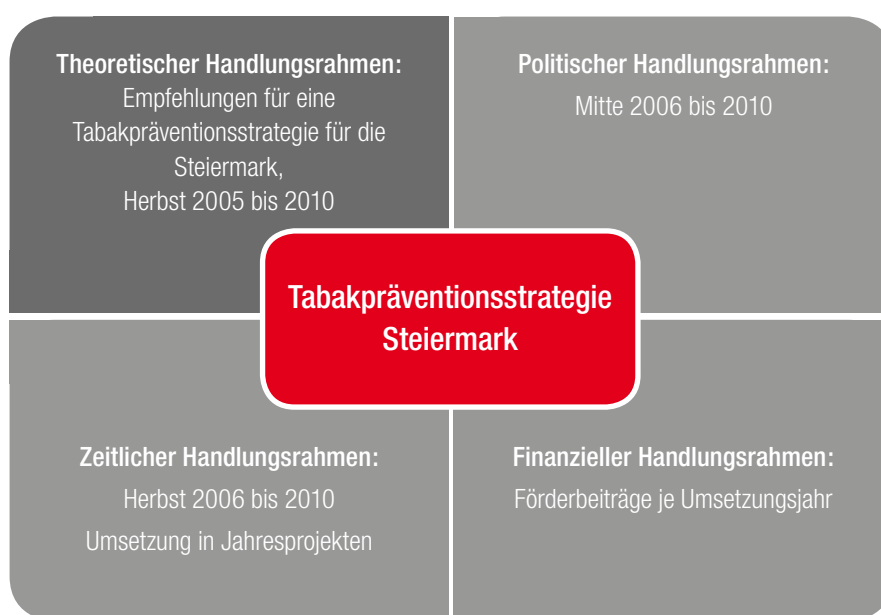 Theoretischer Handlungsrahmen:
Empfehlungen für eine
Tabakpräventionsstrategie für die
Steiermark,
Herbst 2005 bis 2010
Politischer Handlungsrahmen:
Mitte 2006 bis 2010
Tabakpräventionsstrategie
Steiermark
Zeitlicher Handlungsrahmen:
Herbst 2006 bis 2010
Umsetzung in Jahresprojekten
Finanzieller Handlungsrahmen:
Förderbeiträge je Umsetzungsjahr